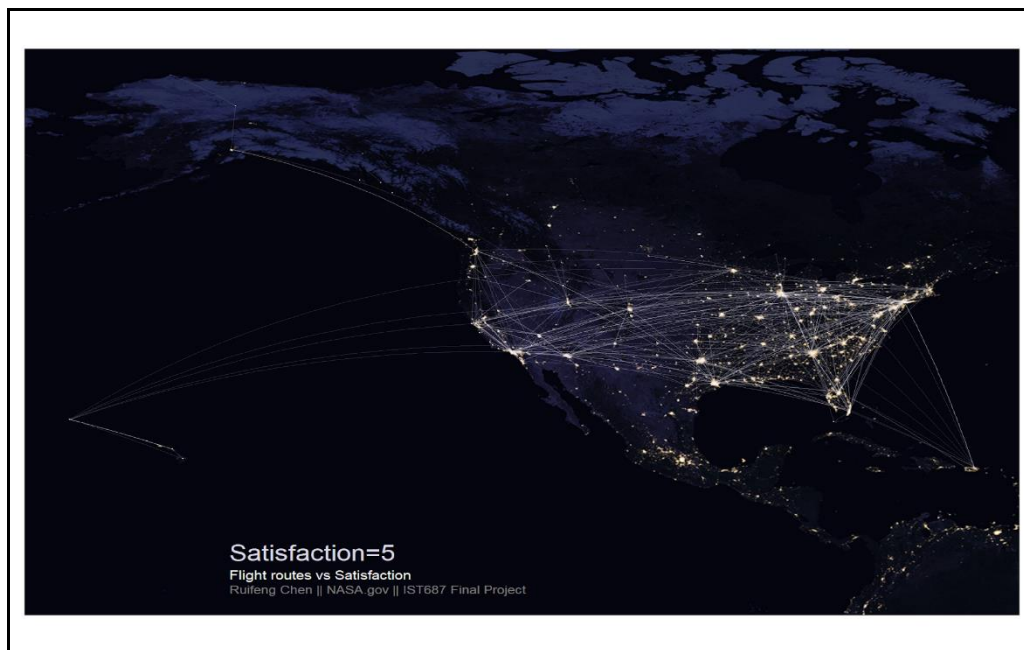 Satisfaction=5
Flight routes vs Satisfaction
Ruifeng Chen || NASA.gov || IST687 Final Project